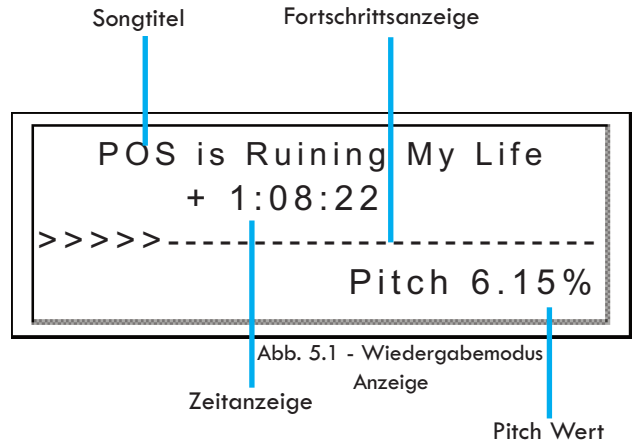 Songtitel
Fortschrittsanzeige
POS is Ruining My Life
+ 1:08:22
>>>>>--------------------------
Pitch 6.15%
Abb. 5.1 - Wiedergabemodus
Anzeige
Zeitanzeige
Pitch Wert